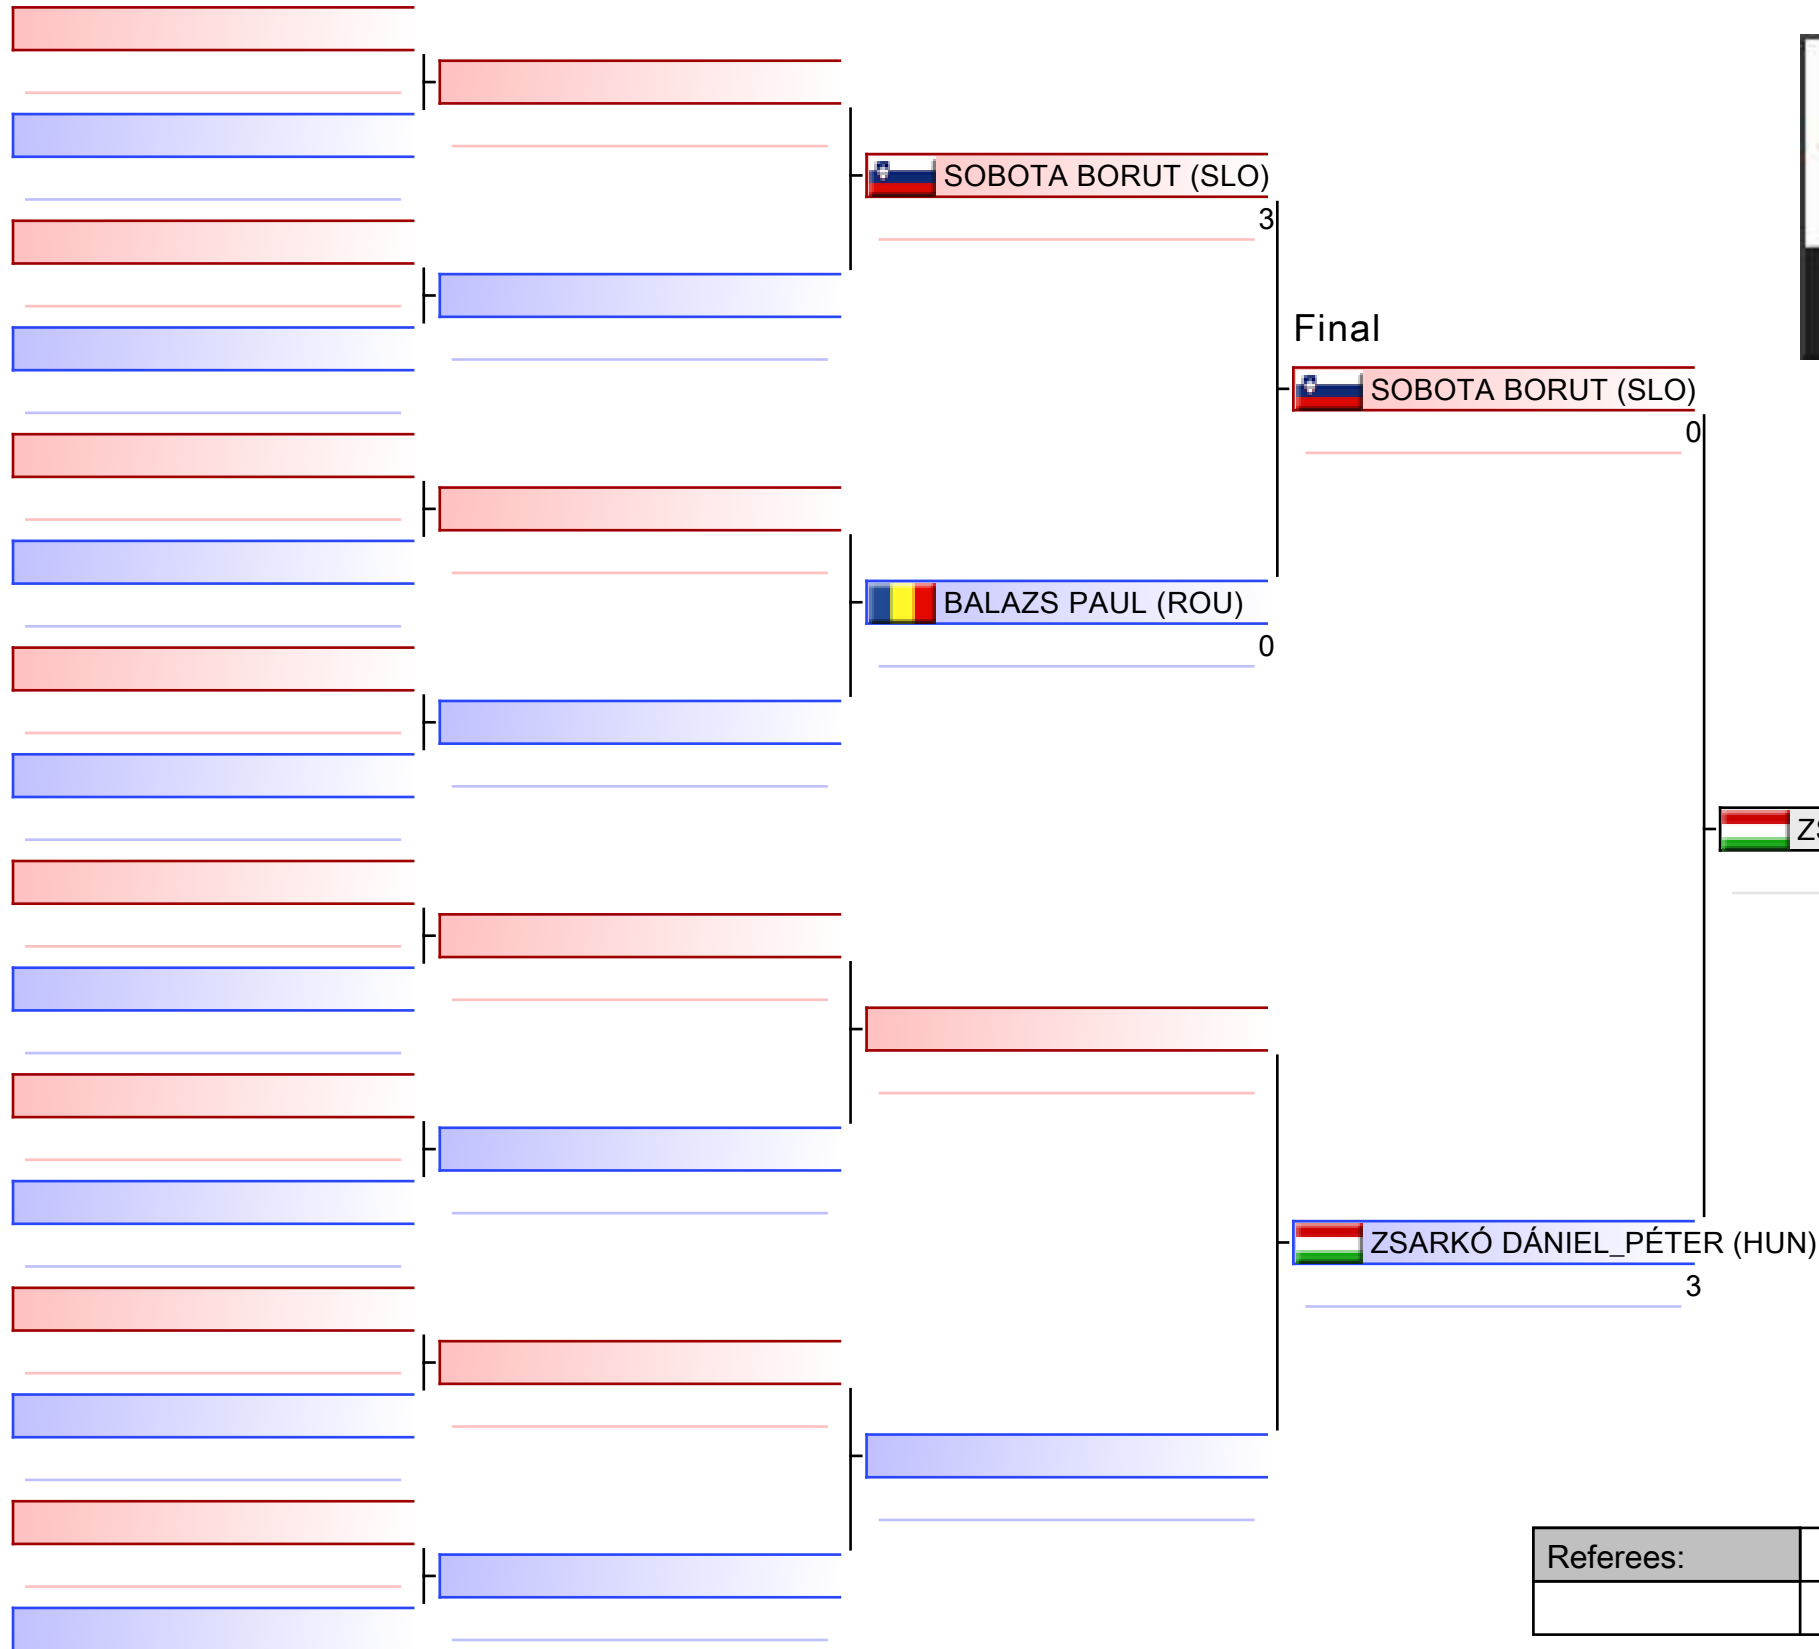 SOBOTA BORUT (SLO)
3
Final
SOBOTA BORUT (SLO)
0
BALAZS PAUL (ROU)
0
ZSARKÓ DÁNIEL_PÉTER (HUN)
3
Referees: